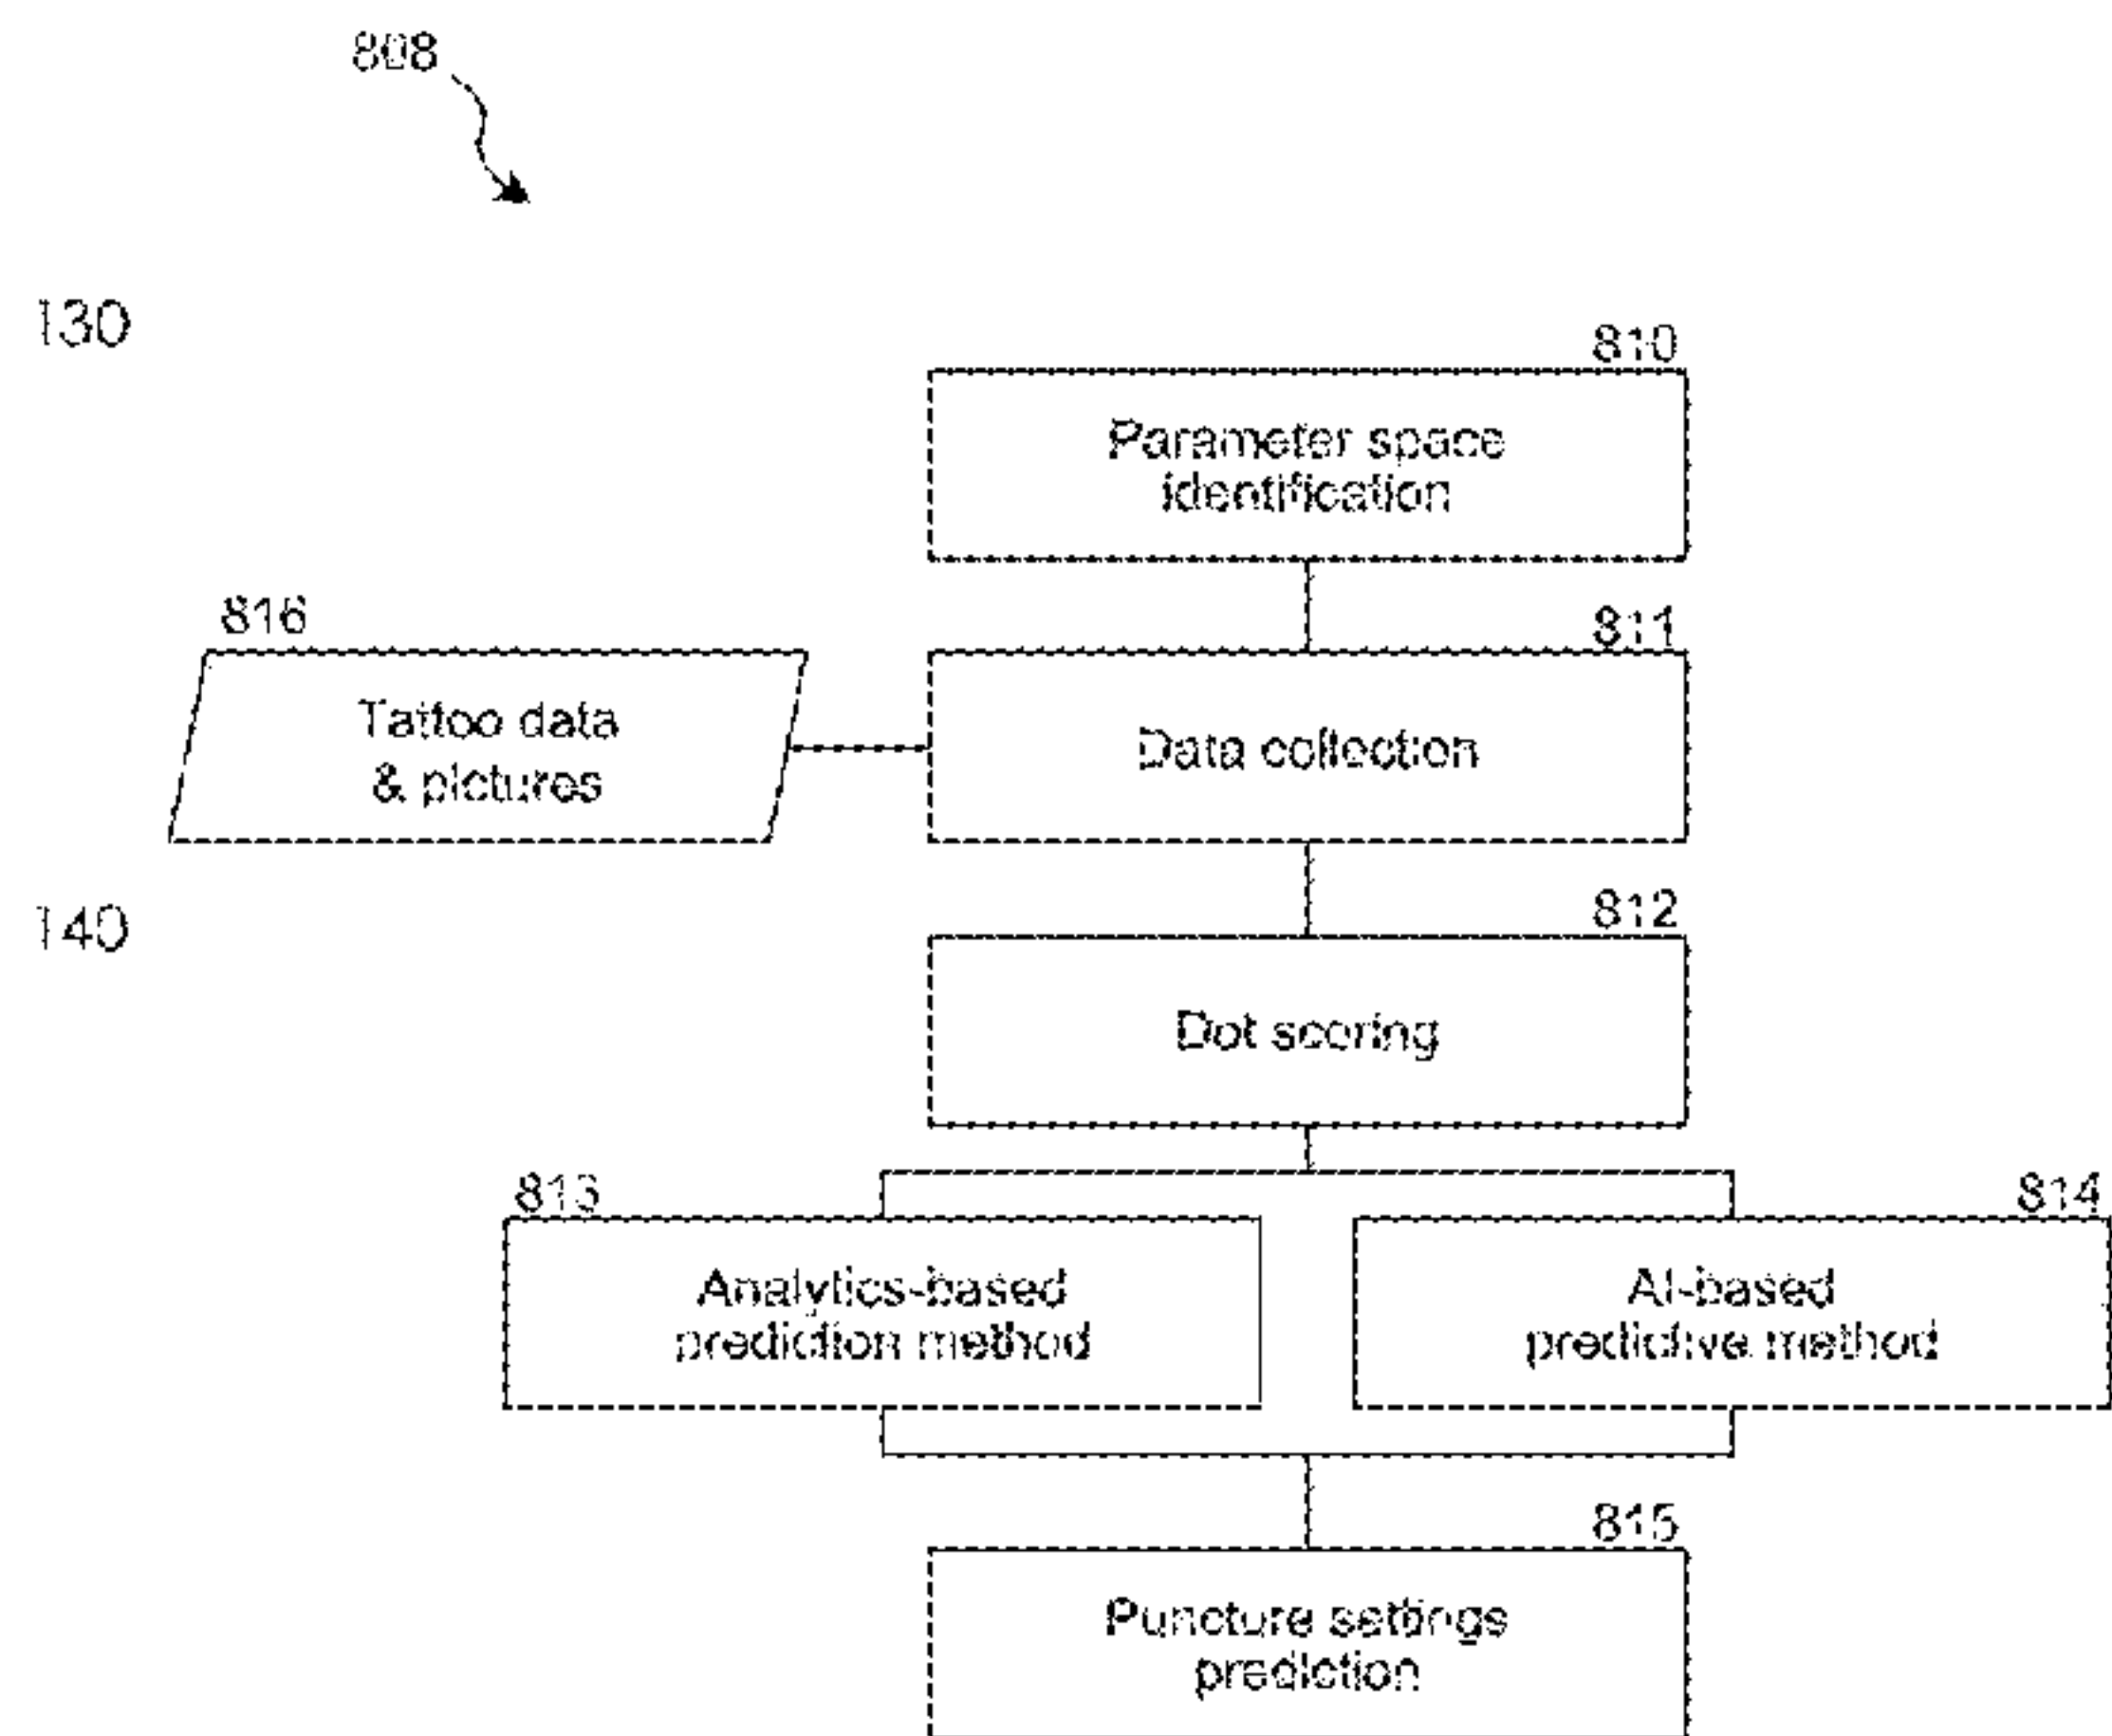 808
130
810
Parameter space
identification
816
811
Tattoo data
& pictures
Data collection
140
812
Dot scoring
813
814
Analytics-based
prediction method
AI-based
predictive method
815
Puncture settings
prediction